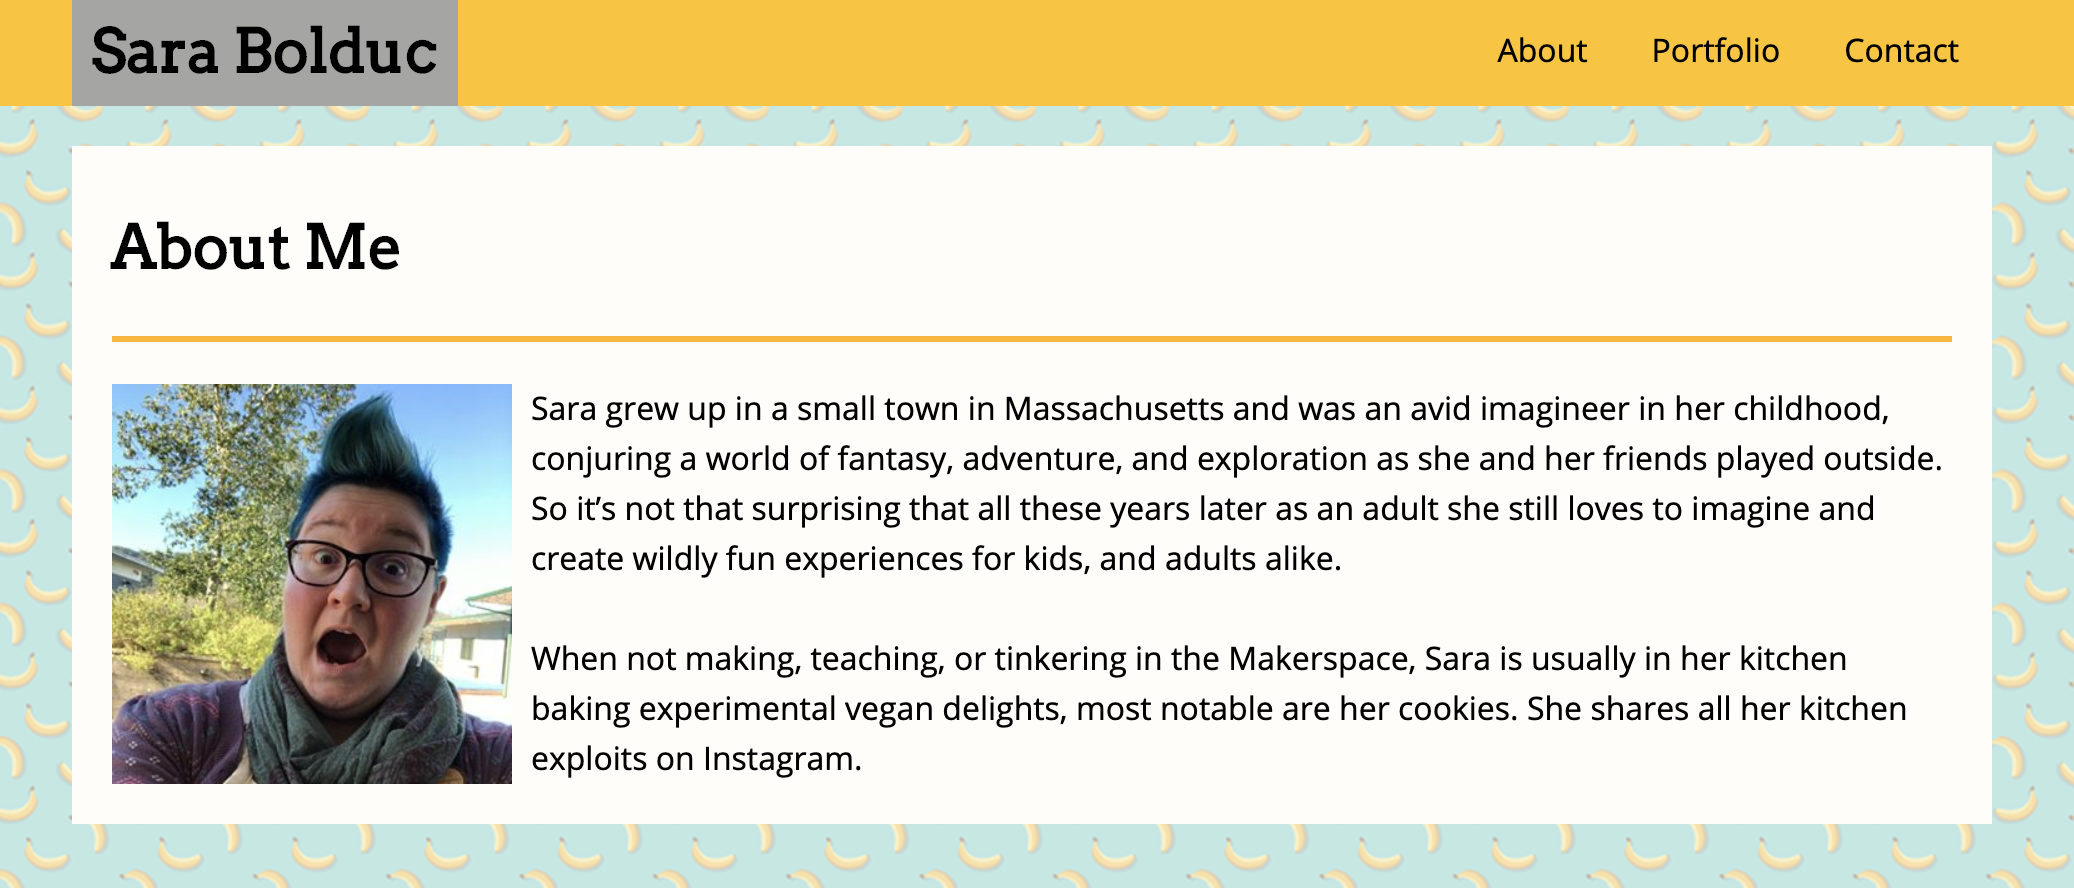 Sara Bolduc
About Portfolio Contact
About Me
Sara grew up in a small town in Massachusetts and was an avid imagineer in her childhood,
conjuring a world of fantasy, adventure, and exploration as she and her friends played outside.
So it’s not that surprising that all these years later as an adult she still loves to imagine and
create wildly fun experiences for kids, and adults alike.
When not making, teaching, or tinkering in the Makerspace, Sara is usually in her kitchen
baking experimental vegan delights, most notable are her cookies. She shares all her kitchen
exploits on Instagram.